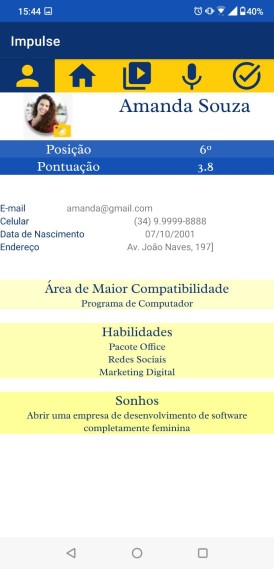 15:44 40%
Impulse
Amanda Souza
Posição 6º
Pontuação 3.8
E-mail amanda@gmail.com
Celular (34) 9.9999-8888
Data de Nascimento 07/10/2001
Endereço Av. João Naves, 197]
Área de Maior Compatibilidade
Programa de Computador
Habilidades
Pacote Office
Redes Sociais
Marketing Digital
Sonhos
Abrir uma empresa de desenvolvimento de software
completamente feminina